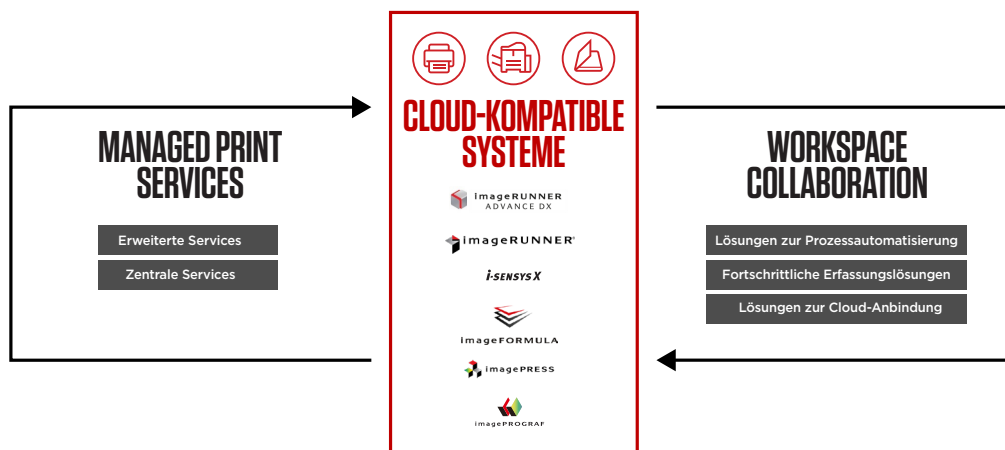 MANAGED PRINT
SERVICES
Erweiterte Services
Zentrale Services
CLOUD-KOMPATIBLE
SYSTEME
imageRUNNER
ADVANCE DX
imageRUNNER®
i-SENSYS X
imageFORMULA
imagePRESS
imagePROGRAF
WORKSPACE
COLLABORATION
Lösungen zur Prozessautomatisierung
Fortschrittliche Erfassungslösungen
Lösungen zur Cloud-Anbindung